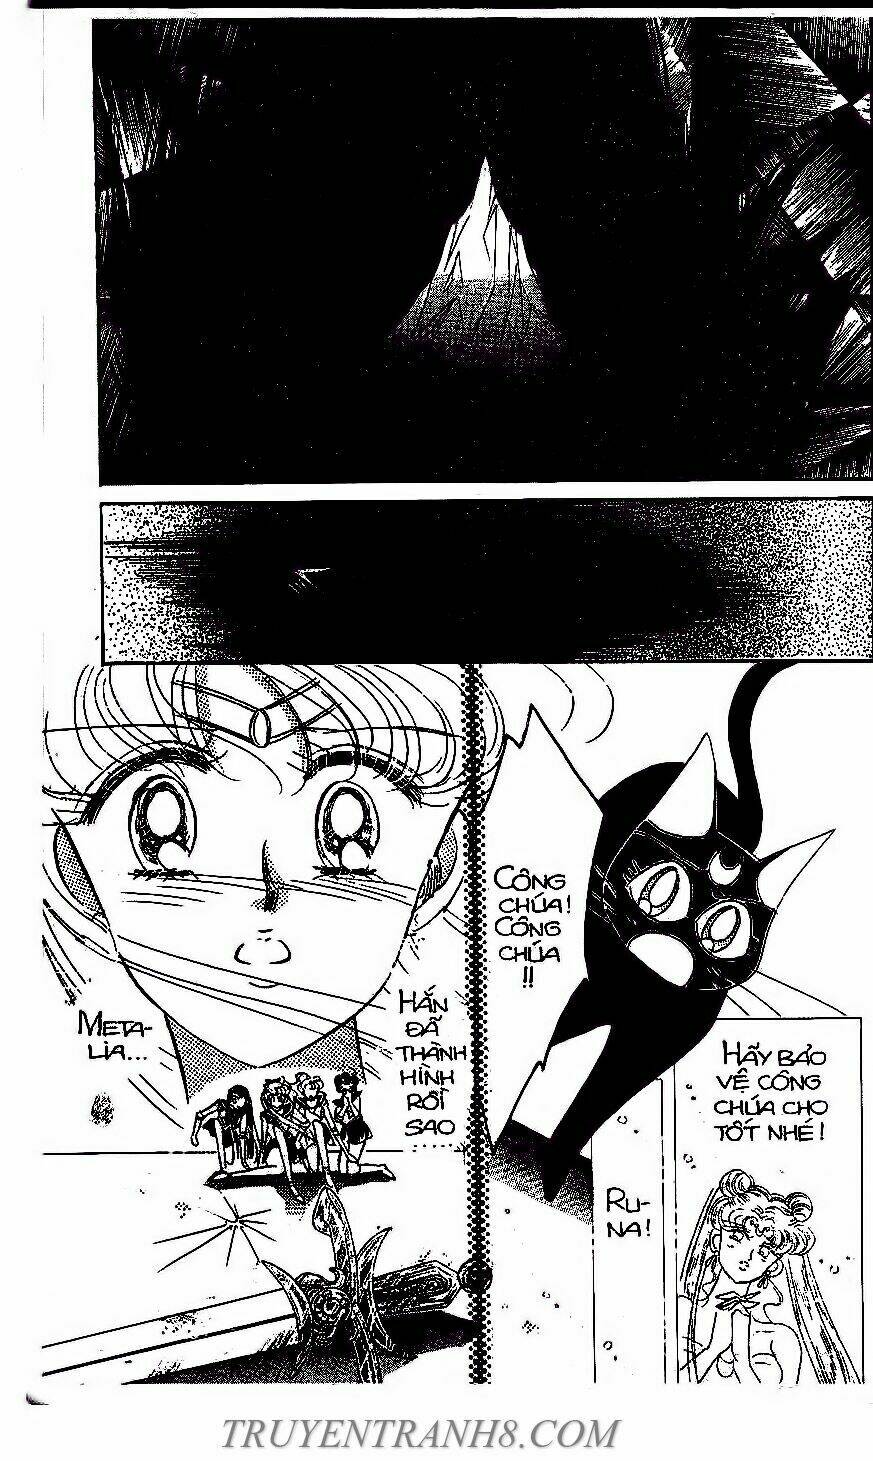 CÔNG
CHÚA!
CÔNG
CHÚA
!!
HÃY BẢO
VỆ CÔNG
CHÚA CHO
TỐT NHÉ!
RU-
NA!
HẮN
ĐÃ
THÀNH
HÌNH
RỒI
SAO
......
META-
LIA...
TRUYENTRANH8.COM